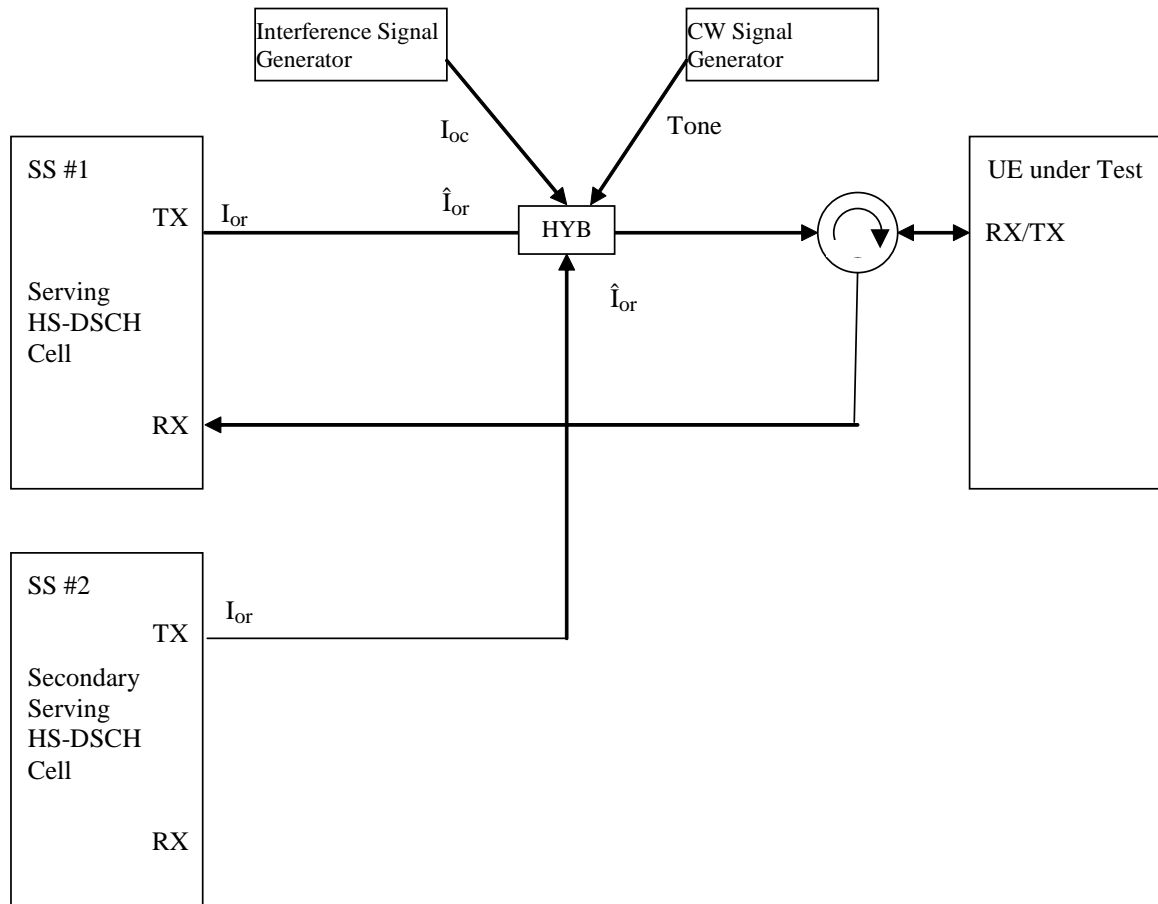 Interference Signal
Generator
CW Signal
Generator
I_oc
Tone
SS #1
UE under Test
TX
I_or
Î_or
HYB
RX/TX
Serving
HS-DSCH
Cell
Î_or
RX
SS #2
I_or
TX
Secondary
Serving
HS-DSCH
Cell
RX